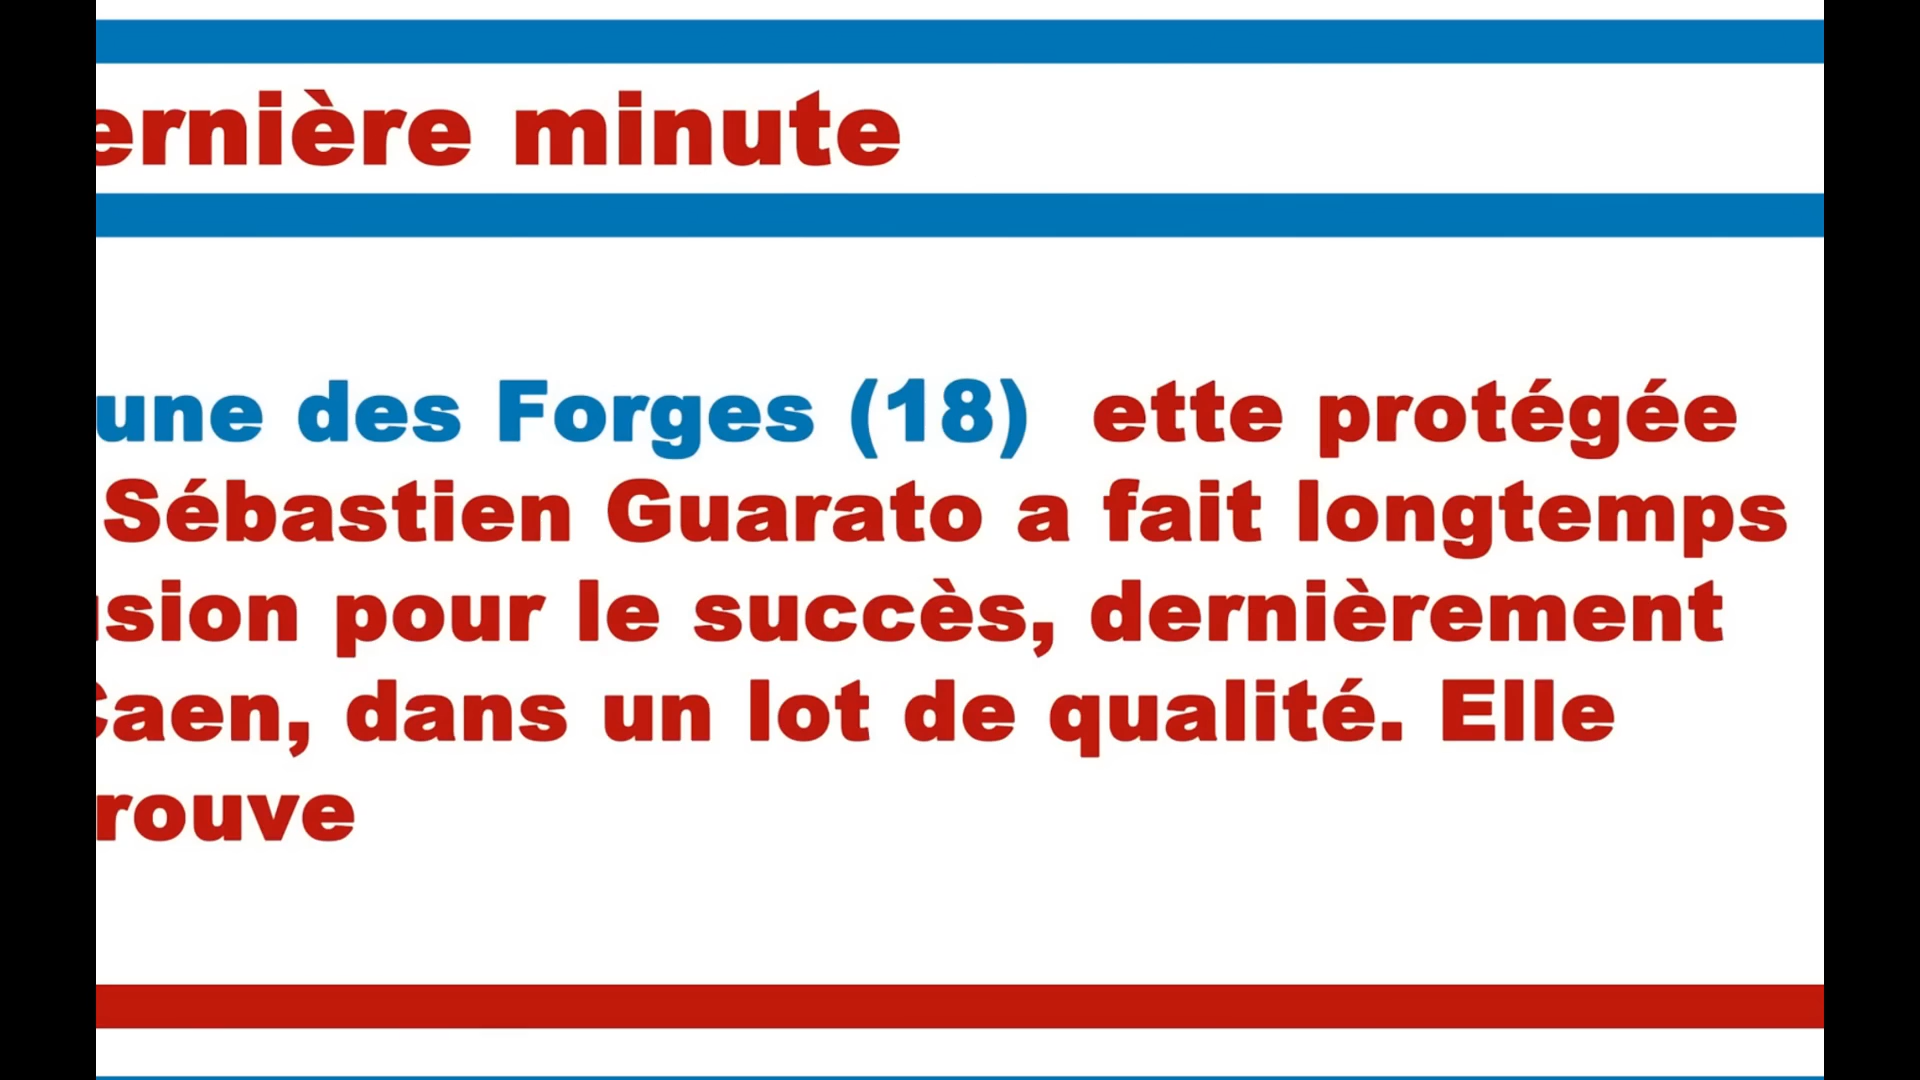 ernière minute
une des Forges (18) ette protégée
Sébastien Guarato a fait longtemps
sion pour le succès, dernièrement
Caen, dans un lot de qualité. Elle
rouve